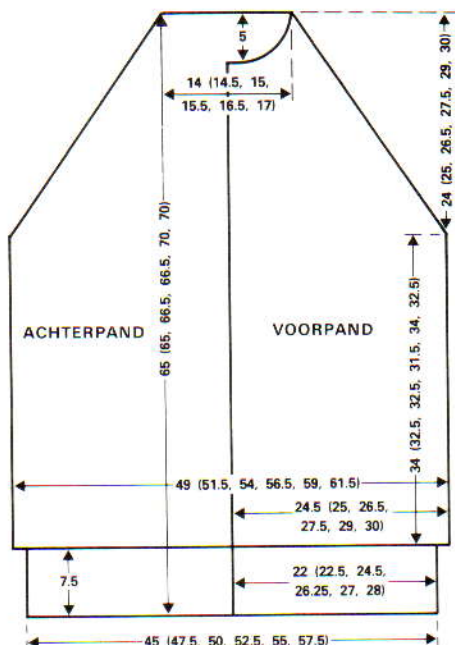 5
14 (14.5, 15,
15.5, 16.5, 17)
24 (25, 26.5, 27.5, 29, 30)
65 (65, 66.5, 66.5, 70, 70)
ACHTERPAND
VOORPAND
34 (32.5, 32.5, 31.5, 34, 32.5)
49 (51.5, 54, 56.5, 59, 61.5)
24.5 (25, 26.5,
27.5, 29, 30)
7.5
22 (22.5, 24.5,
26.25, 27, 28)
45 (47.5, 50, 52.5, 55, 57.5)